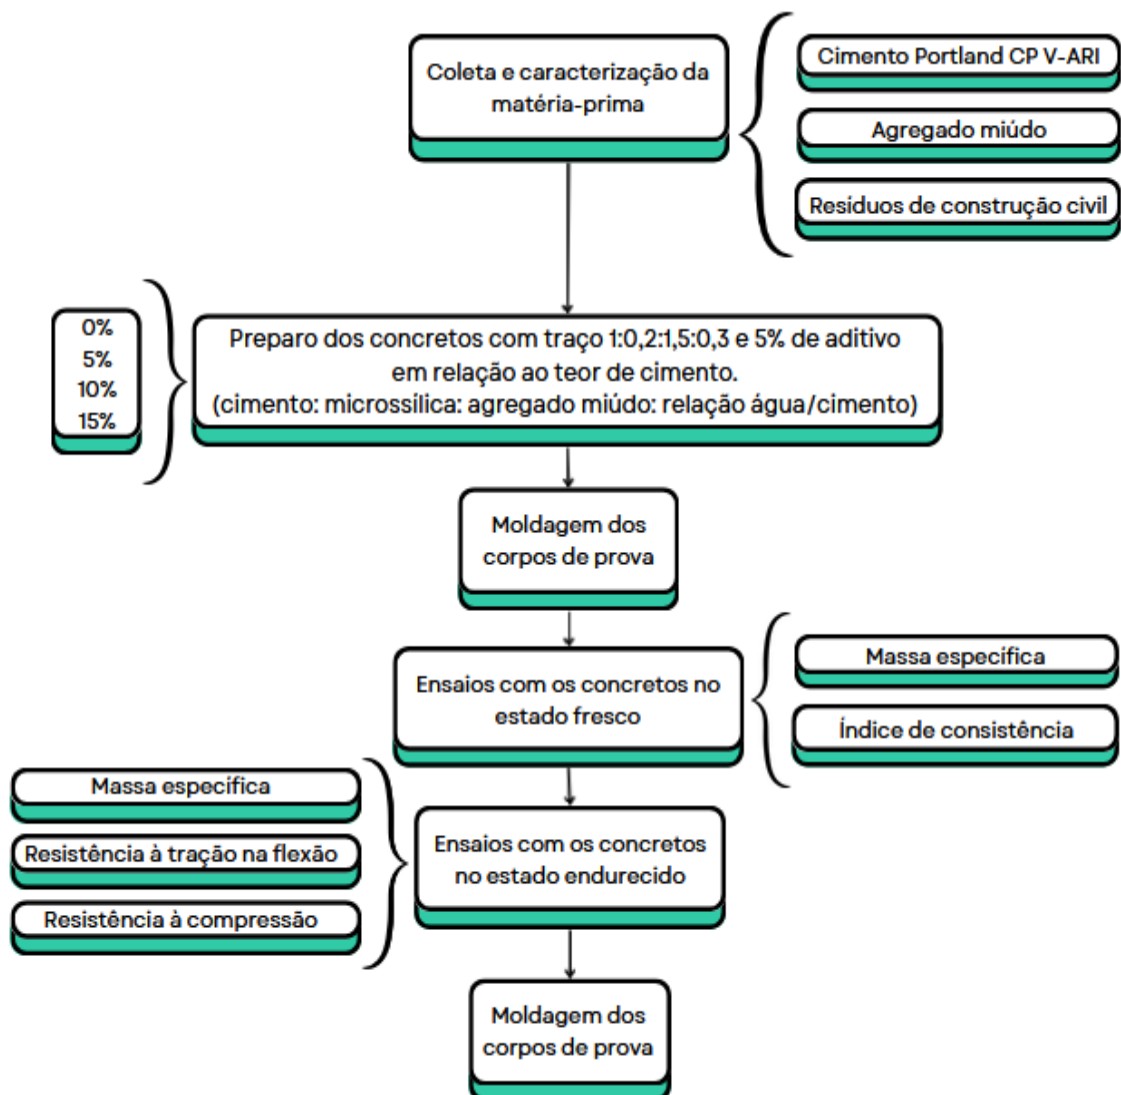 Coleta e caracterização da
matéria-prima
Cimento Portland CP V-ARI
Agregado miúdo
Resíduos de construção civil
0%
5%
10%
15%
Preparo dos concretos com traço 1:0,2:1,5:0,3 e 5% de aditivo
em relação ao teor de cimento.
(cimento: microssílica: agregado miúdo: relação água/cimento)
Moldagem dos
corpos de prova
Ensaios com os concretos no
estado fresco
Massa específica
Índice de consistência
Massa específica
Resistência à tração na flexão
Resistência à compressão
Ensaios com os concretos
no estado endurecido
Moldagem dos
corpos de prova